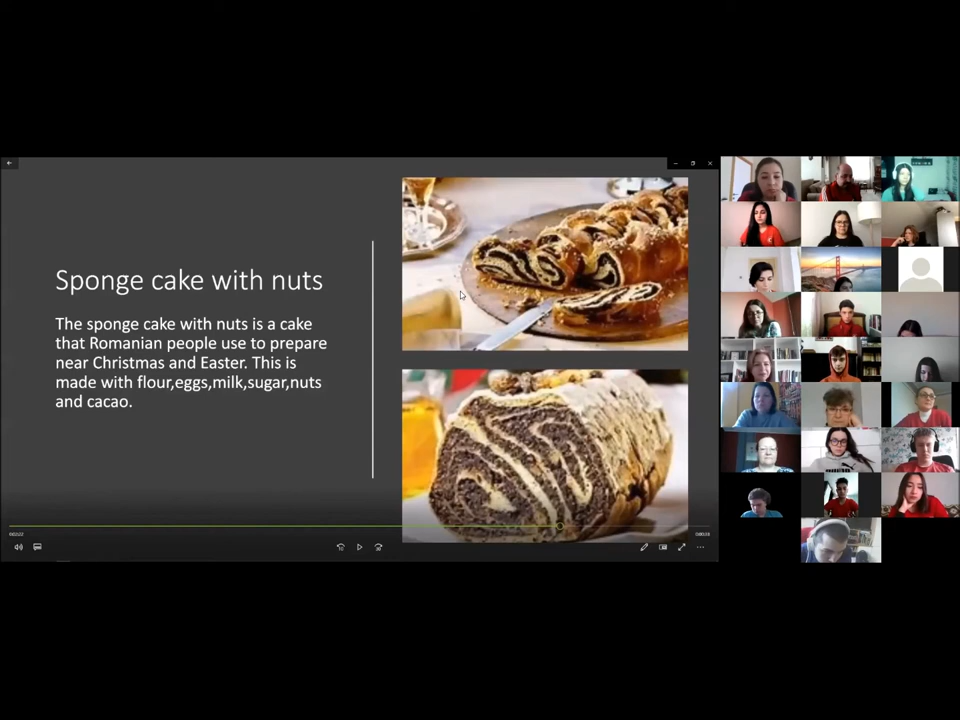 Sponge cake with nuts
The sponge cake with nuts is a cake
that Romanian people use to prepare
near Christmas and Easter. This is
made with flour,eggs,milk,sugar,nuts
and cacao.